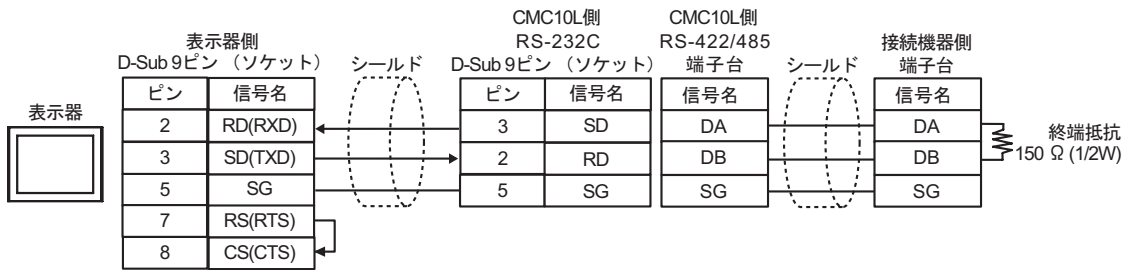 表示器
表示器側
D-Sub 9ピン (ソケット)
ピン 信号名
2 RD(RXD)
3 SD(TXD)
5 SG
7 RS(RTS)
8 CS(CTS)
シールド
CMC10L側
RS-232C
D-Sub 9ピン (ソケット)
ピン 信号名
3 SD
2 RD
5 SG
CMC10L側
RS-422/485
端子台
信号名
DA
DB
SG
シールド
接続機器側
端子台
信号名
DA
DB
SG
終端抵抗
150 Ω (1/2W)